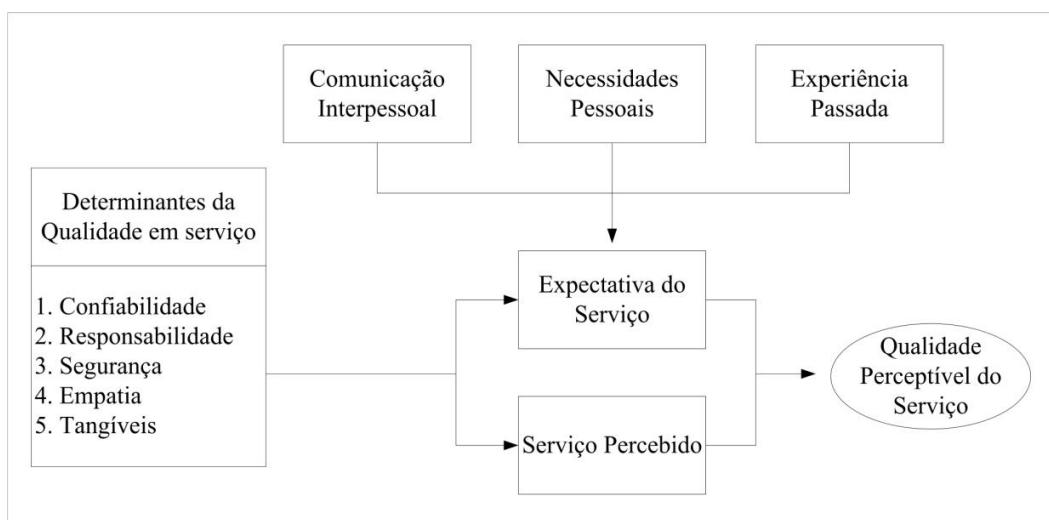 Comunicação
Interpessoal
Necessidades
Pessoais
Experiência
Passada
Determinantes da
Qualidade em serviço
1. Confiabilidade
2. Responsabilidade
3. Segurança
4. Empatia
5. Tangíveis
Expectativa do
Serviço
Serviço Percebido
Qualidade
Perceptível do
Serviço